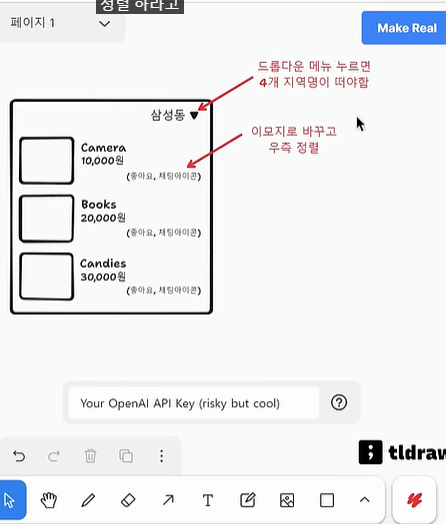 정렬 하라고
페이지 1
Make Real
드롭다운 메뉴 누르면
4개 지역명이 떠야함
삼성동 ▼
이모지로 바꾸고
우측 정렬
Camera
10,000원
(좋아요, 채팅아이콘)
Books
20,000원
(좋아요, 채팅아이콘)
Candies
30,000원
(좋아요, 채팅아이콘)
Your OpenAI API Key (risky but cool)
tldraw